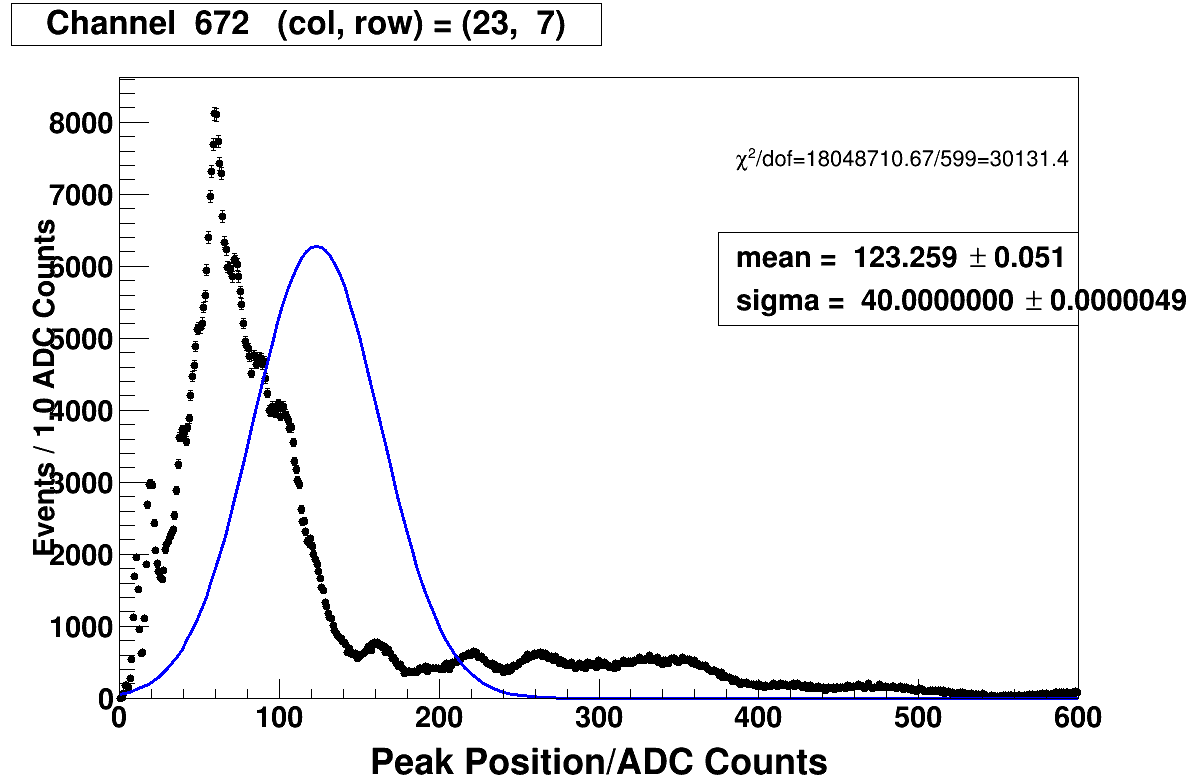 Channel 672 (col, row) = (23, 7)
8000
7000
6000
5000
4000
3000
2000
1000
0
Events / 1.0 ADC Counts
χ²/dof=18048710.67/599=30131.4
mean = 123.259 ± 0.051
sigma = 40.0000000 ± 0.0000049
0 100 200 300 400 500 600
Peak Position/ADC Counts